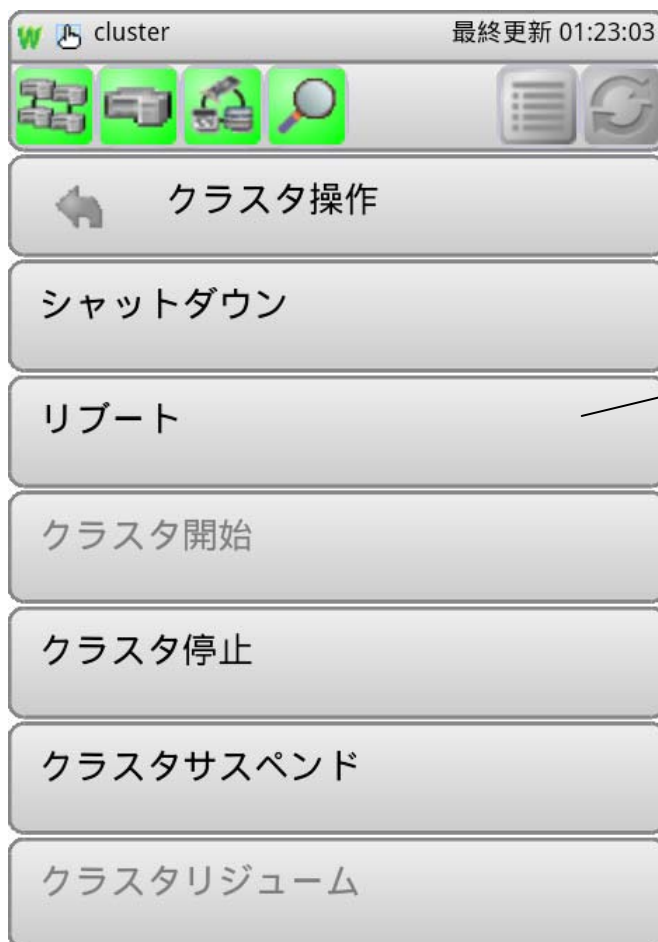 W cluster 最終更新 01:23:03
クラスタ操作
シャットダウン
リブート
クラスタ開始
クラスタ停止
クラスタサスペンド
クラスタリジューム